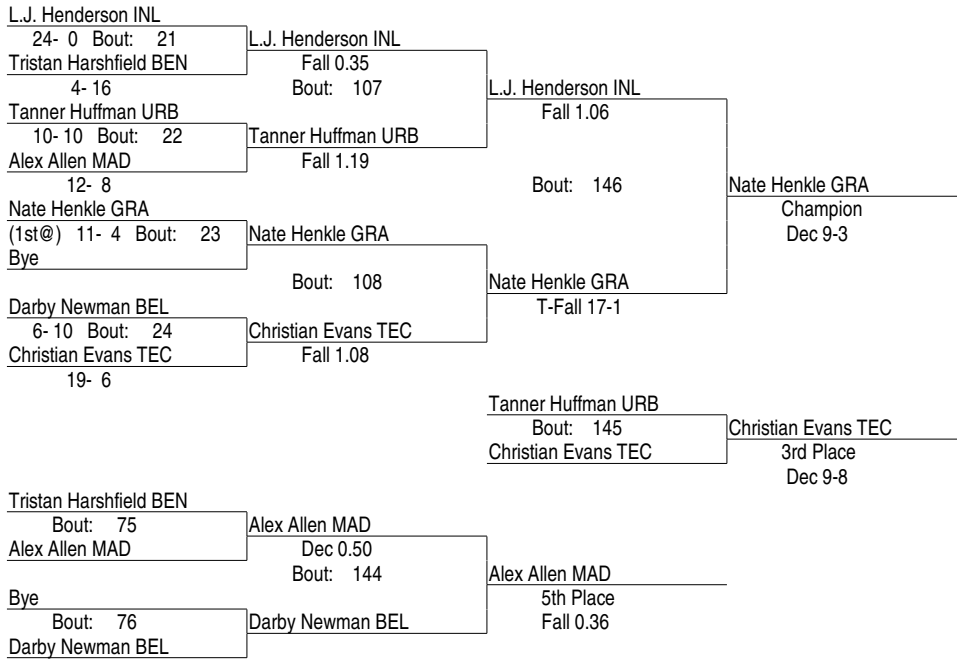 L.J. Henderson INL
24- 0 Bout: 21
Tristan Harshfield BEN
4- 16
Tanner Huffman URB
10- 10 Bout: 22
Alex Allen MAD
12- 8
Nate Henkle GRA
(1st@) 11- 4 Bout: 23
Bye
Darby Newman BEL
6- 10 Bout: 24
Christian Evans TEC
19- 6
L.J. Henderson INL
Fall 0.35
Bout: 107
Tanner Huffman URB
Fall 1.19
Nate Henkle GRA
Bout: 108
Christian Evans TEC
Fall 1.08
L.J. Henderson INL
Fall 1.06
Bout: 146
Nate Henkle GRA
T-Fall 17-1
Nate Henkle GRA
Champion
Dec 9-3
Tanner Huffman URB
Bout: 145
Christian Evans TEC
Christian Evans TEC
3rd Place
Dec 9-8
Tristan Harshfield BEN
Bout: 75
Alex Allen MAD
Bye
Bout: 76
Darby Newman BEL
Alex Allen MAD
Dec 0.50
Bout: 144
Darby Newman BEL
Alex Allen MAD
5th Place
Fall 0.36